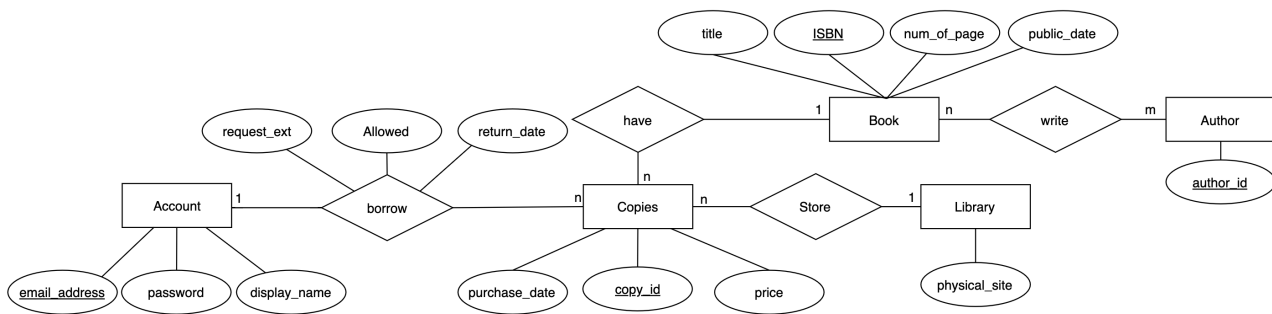 title
ISBN
num_of_page
public_date
request_ext
Allowed
return_date
have
1
Book
n
write
m
Author
author_id
n
Account
1
borrow
n
Copies
n
Store
1
Library
email_address
password
display_name
purchase_date
copy_id
price
physical_site